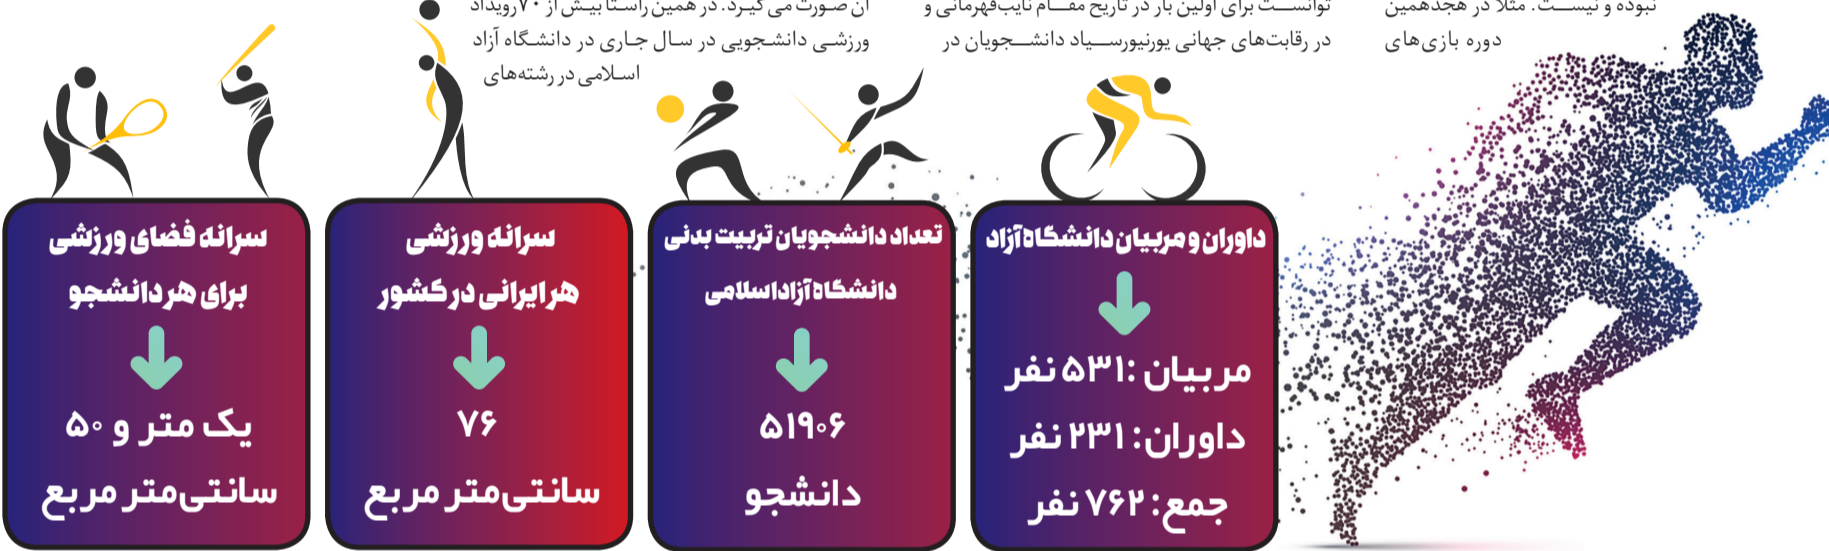 نبوده و نیست. مثلا در هجدهمین
دوره بازی‌های
توانست برای اولین بار در تاریخ مقام نایب‌قهرمانی و
در رقابت‌های جهانی یونیورسیاد دانشجویان در
آن صورت می گیرد. در همین راستا بیش از ۷۰رویداد
ورزشی دانشجویی در سال جاری در دانشگاه آزاد
اسلامی در رشته‌های
داوران و مربیان دانشگاه آزاد
مربیان :۵۳۱ نفر
داوران: ۲۳۱ نفر
جمع: ۷۶۲ نفر
تعداد دانشجویان تربیت بدنی
دانشگاه آزاد اسلامی
۵۱۹۰۶
دانشجو
سرانه ورزشی
هر ایرانی در کشور
۷۶
سانتی‌متر مربع
سرانه فضای ورزشی
برای هر دانشجو
یک متر و ۵۰
سانتی‌متر مربع